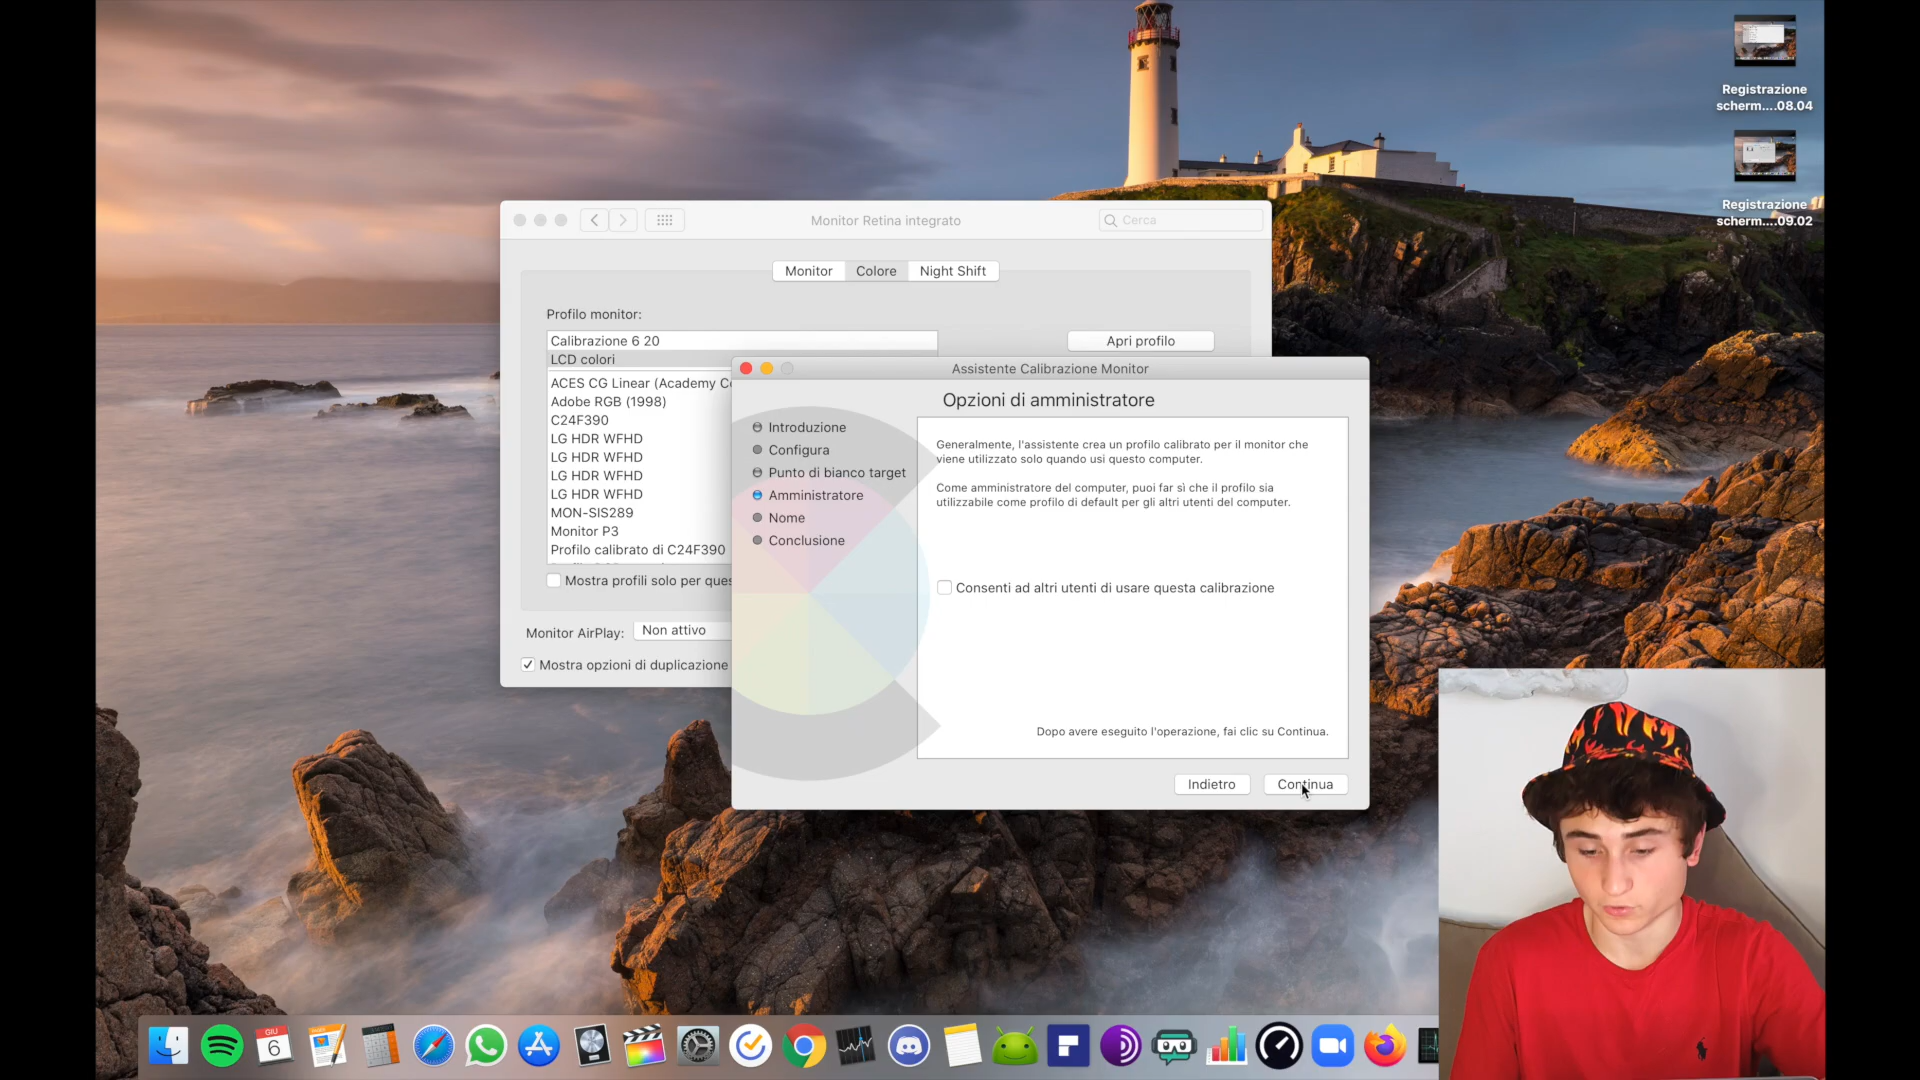 Registrazione
scherm....08.04
Registrazione
scherm....09.02
Monitor Retina integrato
Cerca
Monitor
Colore
Night Shift
Profilo monitor:
Calibrazione 6 20
LCD colori
ACES CG Linear (Academy
Adobe RGB (1998)
C24F390
LG HDR WFHD
LG HDR WFHD
LG HDR WFHD
LG HDR WFHD
MON-SIS289
Monitor P3
Profilo calibrato di C24F390
Apri profilo
Mostra profili solo per
Monitor AirPlay:
Non attivo
Mostra opzioni di duplicazione
Assistente Calibrazione Monitor
Opzioni di amministratore
Introduzione
Configura
Punto di bianco target
Amministratore
Nome
Conclusione
Generalmente, l'assistente crea un profilo calibrato per il monitor che
viene utilizzato solo quando usi questo computer.
Come amministratore del computer, puoi far sì che il profilo sia
utilizzabile come profilo di default per gli altri utenti del computer.
Consenti ad altri utenti di usare questa calibrazione
Dopo avere eseguito l'operazione, fai clic su Continua.
Indietro
Continua
GIU
6